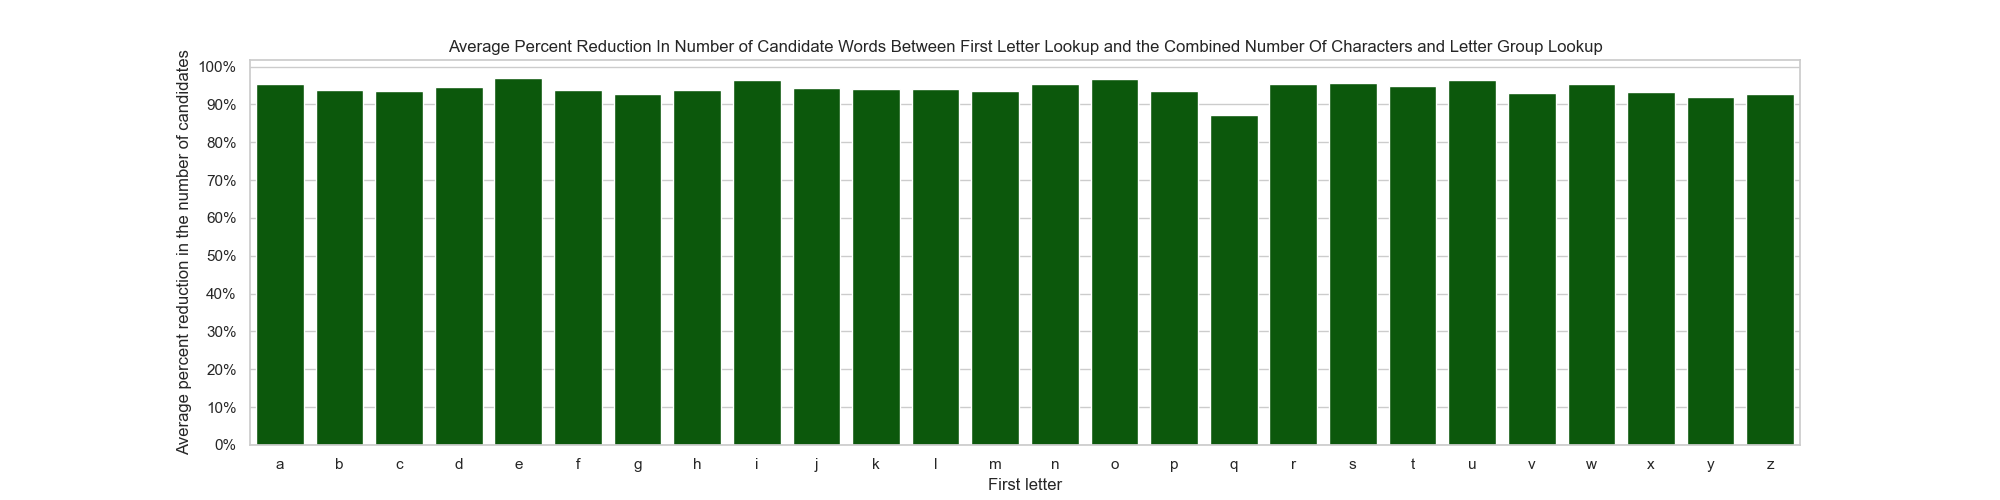 Average Percent Reduction In Number of Candidate Words Between First Letter Lookup and the Combined Number Of Characters and Letter Group Lookup
Average percent reduction in the number of candidates
100%
90%
80%
70%
60%
50%
40%
30%
20%
10%
0%
a b c d e f g h i j k l m n o p q r s t u v w x y z
First letter